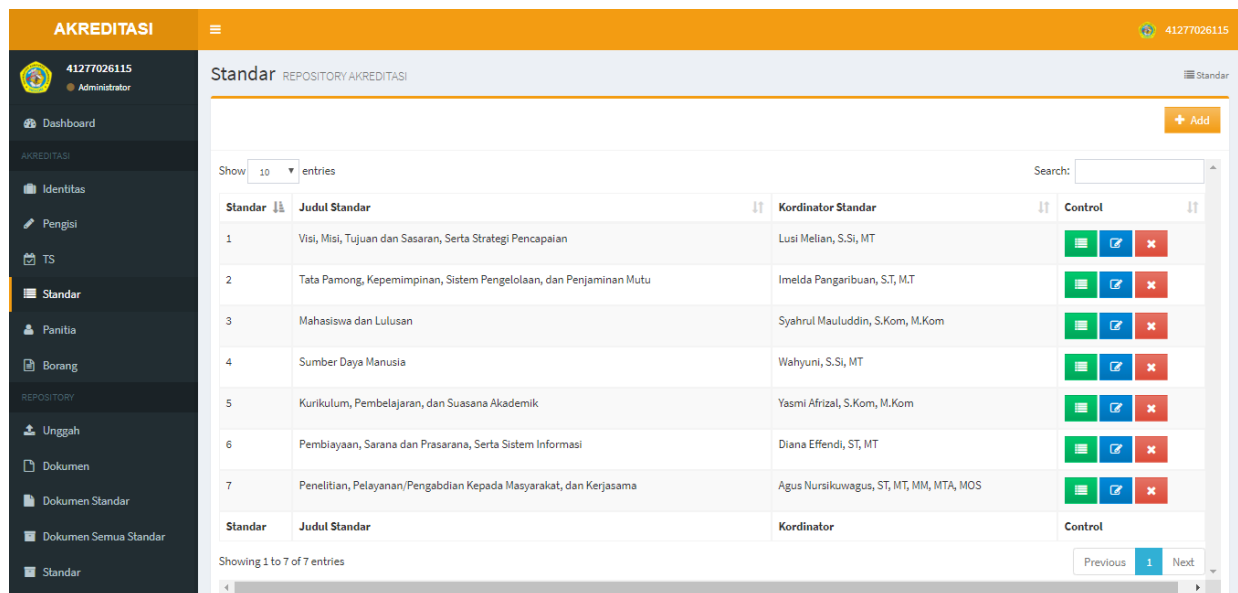 AKREDITASI
41277026115
41277026115
Administrator
Standar REPOSITORY AKREDITASI
Standar
Dashboard
AKREDITASI
Identitas
Pengisi
TS
Standar
Panitia
Borang
REPOSITORY
Unggah
Dokumen
Dokumen Standar
Dokumen Semua Standar
Standar
Add
Show 10 entries
Search:
Standar Judul Standar Kordinator Standar Control
1 Visi, Misi, Tujuan dan Sasaran, Serta Strategi Pencapaian Lusi Melian, S.Si, MT
2 Tata Pamong, Kepemimpinan, Sistem Pengelolaan, dan Penjaminan Mutu Imelda Pangaribuan, S.T, M.T
3 Mahasiswa dan Lulusan Syahrul Mauluddin, S.Kom, M.Kom
4 Sumber Daya Manusia Wahyuni, S.Si, MT
5 Kurikulum, Pembelajaran, dan Suasana Akademik Yasmi Afrizal, S.Kom, M.Kom
6 Pembiayaan, Sarana dan Prasarana, Serta Sistem Informasi Diana Effendi, ST, MT
7 Penelitian, Pelayanan/Pengabdian Kepada Masyarakat, dan Kerjasama Agus Nursikuwagus, ST, MT, MM, MTA, MOS
Standar Judul Standar Kordinator Control
Showing 1 to 7 of 7 entries
Previous 1 Next